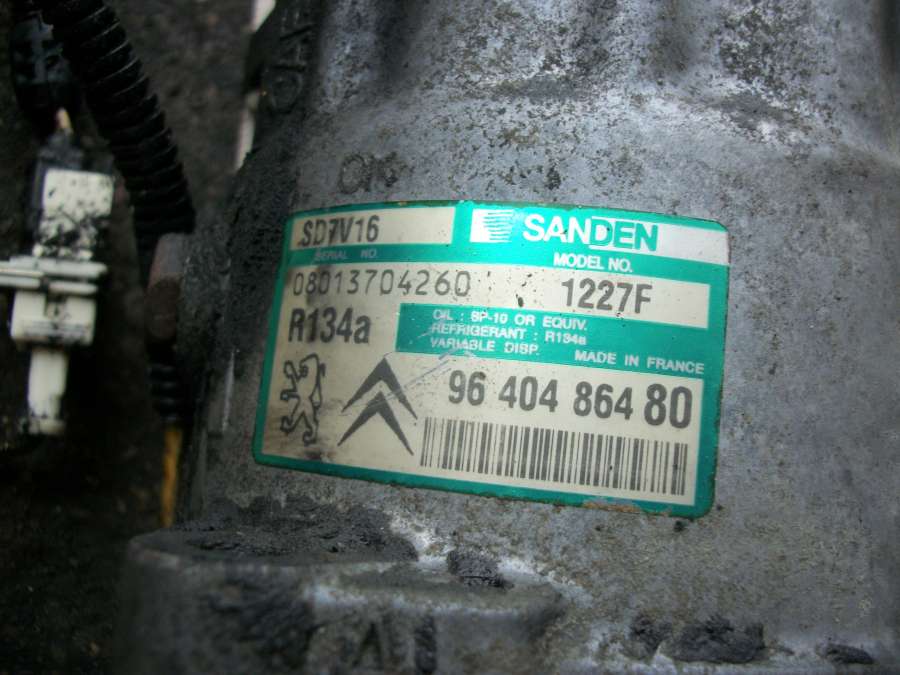 OK
SD7V16
SANDEN
SERIAL NO.
MODEL NO.
08013704260
1227F
R134a
OIL : SP-10 OR EQUIV.
REFRIGERANT : R134a
VARIABLE DISP.
MADE IN FRANCE
96 404 864 80